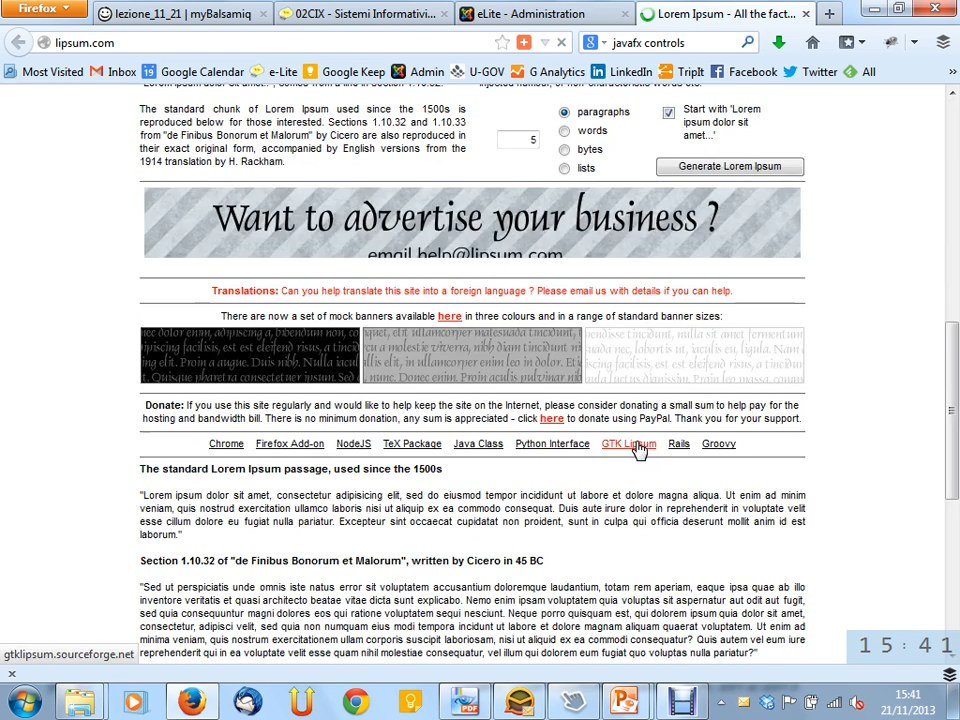 Firefox
lezione_11_21 | myBalsamiq
02CIX - Sistemi Informativi...
eLite - Administration
Lorem Ipsum - All the fact...
lipsum.com
javafx controls
Most Visited
Inbox
Google Calendar
e-Lite
Google Keep
Admin
U-GOV
G Analytics
LinkedIn
TripIt
Facebook
Twitter
All
The standard chunk of Lorem Ipsum used since the 1500s is
reproduced below for those interested. Sections 1.10.32 and 1.10.33
from "de Finibus Bonorum et Malorum" by Cicero are also reproduced in
their exact original form, accompanied by English versions from the
1914 translation by H. Rackham.
5
paragraphs
words
bytes
lists
Start with 'Lorem
ipsum dolor sit
amet...'
Generate Lorem Ipsum
Want to advertise your business ?
email help@lipsum.com
Translations: Can you help translate this site into a foreign language ? Please email us with details if you can help.
There are now a set of mock banners available here in three colours and in a range of standard banner sizes:
Donate: If you use this site regularly and would like to help keep the site on the Internet, please consider donating a small sum to help pay for the
hosting and bandwidth bill. There is no minimum donation, any sum is appreciated - click here to donate using PayPal. Thank you for your support.
Chrome Firefox Add-on NodeJS TeX Package Java Class Python Interface GTK Lipsum Rails Groovy
The standard Lorem Ipsum passage, used since the 1500s
"Lorem ipsum dolor sit amet, consectetur adipisicing elit, sed do eiusmod tempor incididunt ut labore et dolore magna aliqua. Ut enim ad minim
veniam, quis nostrud exercitation ullamco laboris nisi ut aliquip ex ea commodo consequat. Duis aute irure dolor in reprehenderit in voluptate velit
esse cillum dolore eu fugiat nulla pariatur. Excepteur sint occaecat cupidatat non proident, sunt in culpa qui officia deserunt mollit anim id est
laborum."
Section 1.10.32 of "de Finibus Bonorum et Malorum", written by Cicero in 45 BC
"Sed ut perspiciatis unde omnis iste natus error sit voluptatem accusantium doloremque laudantium, totam rem aperiam, eaque ipsa quae ab illo
inventore veritatis et quasi architecto beatae vitae dicta sunt explicabo. Nemo enim ipsam voluptatem quia voluptas sit aspernatur aut odit aut fugit,
sed quia consequuntur magni dolores eos qui ratione voluptatem sequi nesciunt. Neque porro quisquam est, qui dolorem ipsum quia dolor sit amet,
consectetur, adipisci velit, sed quia non numquam eius modi tempora incidunt ut labore et dolore magnam aliquam quaerat voluptatem. Ut enim ad
minima veniam, quis nostrum exercitationem ullam corporis suscipit laboriosam, nisi ut aliquid ex ea commodi consequatur? Quis autem vel eum iure
reprehenderit qui in ea voluptate velit esse quam nihil molestiae consequatur, vel illum qui dolorem eum fugiat quo voluptas nulla pariatur?"
gtklipsum.sourceforge.net
15:41
15:41
21/11/2013